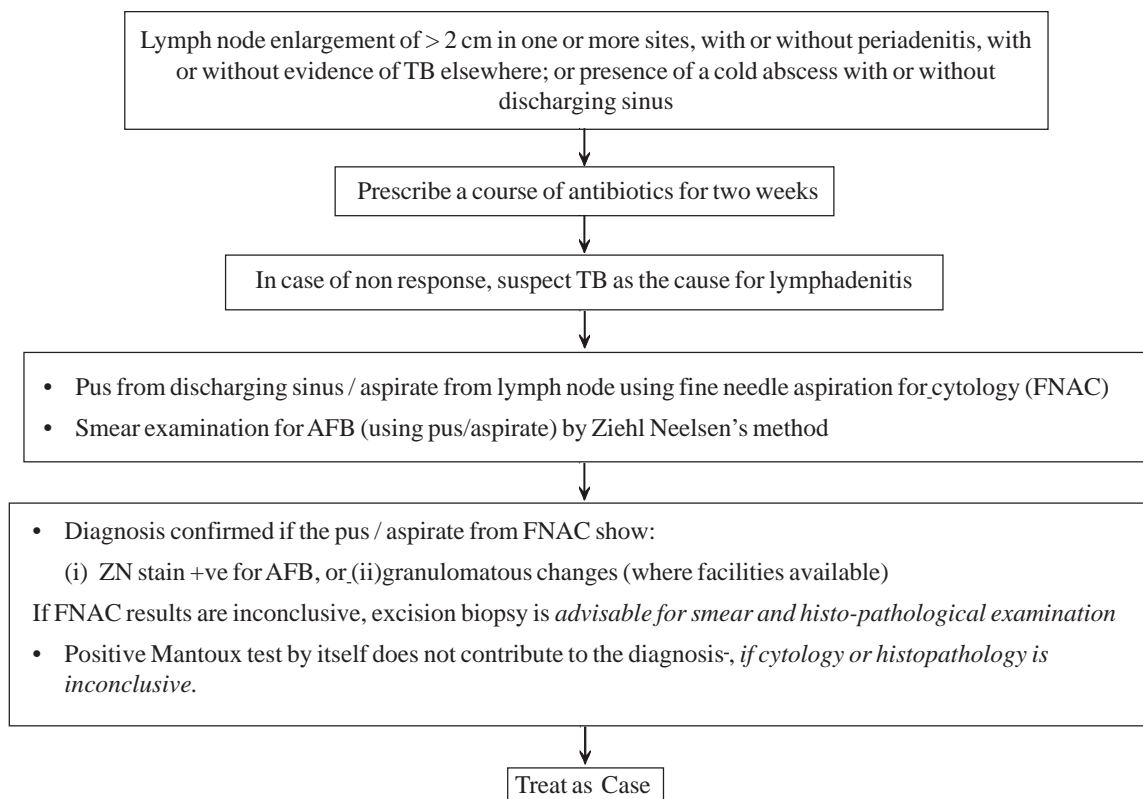 Lymph node enlargement of > 2 cm in one or more sites, with or without periadenitis, with
or without evidence of TB elsewhere; or presence of a cold abscess with or without
discharging sinus
Prescribe a course of antibiotics for two weeks
In case of non response, suspect TB as the cause for lymphadenitis
• Pus from discharging sinus / aspirate from lymph node using fine needle aspiration for cytology (FNAC)
• Smear examination for AFB (using pus/aspirate) by Ziehl Neelsen's method
• Diagnosis confirmed if the pus / aspirate from FNAC show:
(i) ZN stain +ve for AFB, or (ii)granulomatous changes (where facilities available)
If FNAC results are inconclusive, excision biopsy is advisable for smear and histo-pathological examination
• Positive Mantoux test by itself does not contribute to the diagnosis-, if cytology or histopathology is
inconclusive.
Treat as Case